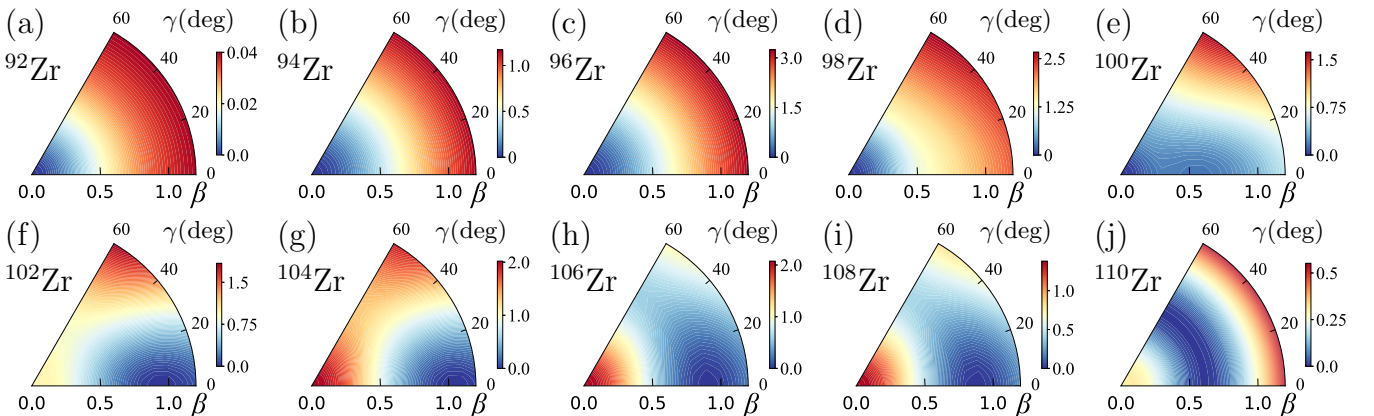 (a) ⁹²Zr 60 γ(deg) 40 20 0 0.04 0.02 0.0 0.0 0.5 1.0 β
(b) ⁹⁴Zr 60 γ(deg) 40 20 0 1.0 0.5 0 0.0 0.5 1.0 β
(c) ⁹⁶Zr 60 γ(deg) 40 20 0 3.0 1.5 0 0.0 0.5 1.0 β
(d) ⁹⁸Zr 60 γ(deg) 40 20 0 2.5 1.25 0 0.0 0.5 1.0 β
(e) ¹⁰⁰Zr 60 γ(deg) 40 20 0 1.5 0.75 0.0 0.0 0.5 1.0 β
(f) ¹⁰²Zr 60 γ(deg) 40 20 0 1.5 0.75 0.0 0.0 0.5 1.0 β
(g) ¹⁰⁴Zr 60 γ(deg) 40 20 0 2.0 1.0 0.0 0.0 0.5 1.0 β
(h) ¹⁰⁶Zr 60 γ(deg) 40 20 0 2.0 1.0 0.0 0.0 0.5 1.0 β
(i) ¹⁰⁸Zr 60 γ(deg) 40 20 0 1.0 0.5 0.0 0.0 0.5 1.0 β
(j) ¹¹⁰Zr 60 γ(deg) 40 20 0 0.5 0.25 0.0 0.0 0.5 1.0 β